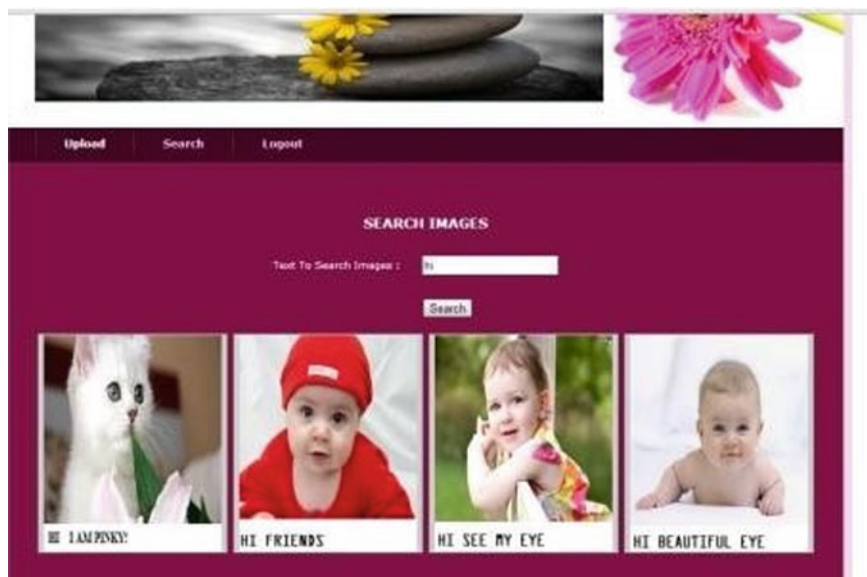 Upload Search Logout
SEARCH IMAGES
Text To Search Images : hi
Search
HI I AM PINKY!
HI FRIENDS
HI SEE MY EYE
HI BEAUTIFUL EYE